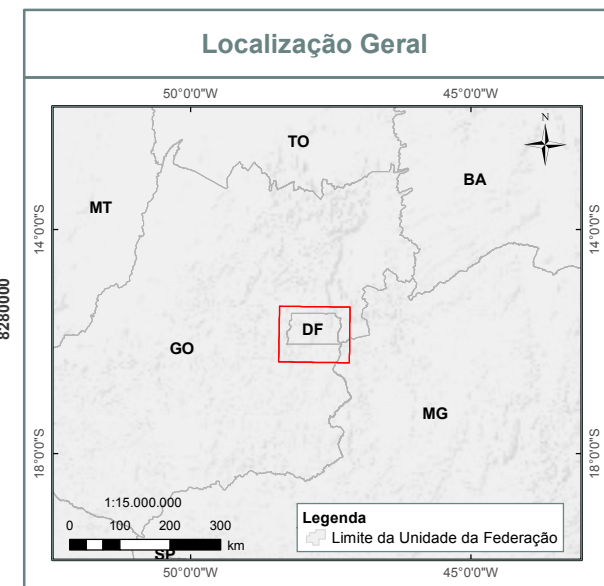 Localização Geral
50°0'0"W
45°0'0"W
N
TO
BA
MT
14°0'0"S
14°0'0"S
8280000
DF
GO
MG
18°0'0"S
18°0'0"S
1:15.000.000
0 100 200 300
km
SP
Legenda
Limite da Unidade da Federação
50°0'0"W
45°0'0"W